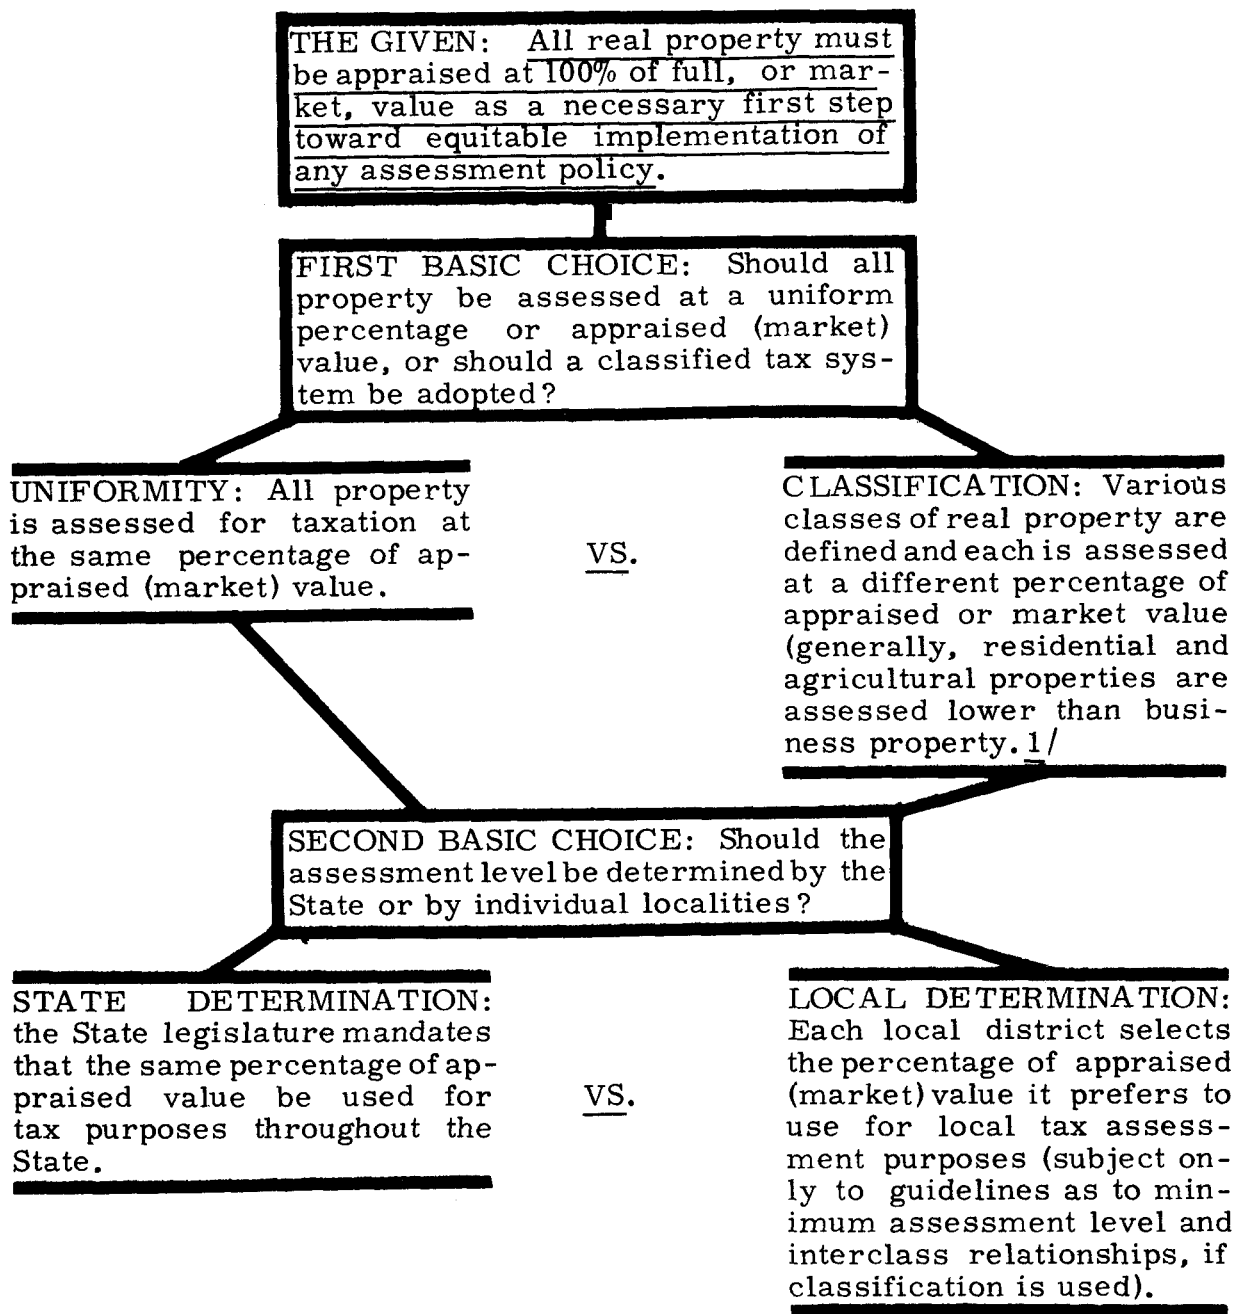 THE GIVEN: All real property must
be appraised at 100% of full, or mar-
ket, value as a necessary first step
toward equitable implementation of
any assessment policy.
FIRST BASIC CHOICE: Should all
property be assessed at a uniform
percentage or appraised (market)
value, or should a classified tax sys-
tem be adopted?
UNIFORMITY: All property
is assessed for taxation at
the same percentage of ap-
praised (market) value.
VS.
CLASSIFICATION: Various
classes of real property are
defined and each is assessed
at a different percentage of
appraised or market value
(generally, residential and
agricultural properties are
assessed lower than busi-
ness property. 1/
SECOND BASIC CHOICE: Should the
assessment level be determined by the
State or by individual localities?
STATE DETERMINATION:
the State legislature mandates
that the same percentage of ap-
praised value be used for
tax purposes throughout the
State.
VS.
LOCAL DETERMINATION:
Each local district selects
the percentage of appraised
(market) value it prefers to
use for local tax assess-
ment purposes (subject on-
ly to guidelines as to min-
imum assessment level and
interclass relationships, if
classification is used).